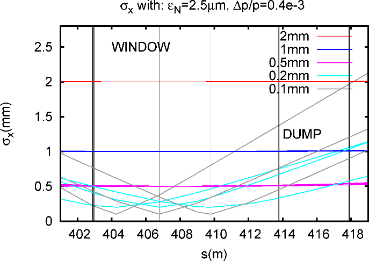 σx with: εN=2.5μm, Δp/p=0.4e-3
2.5
2
1.5
1
0.5
0
σx(mm)
WINDOW
2mm
1mm
0.5mm
0.2mm
0.1mm
DUMP
402 404 406 408 410 412 414 416 418
s(m)